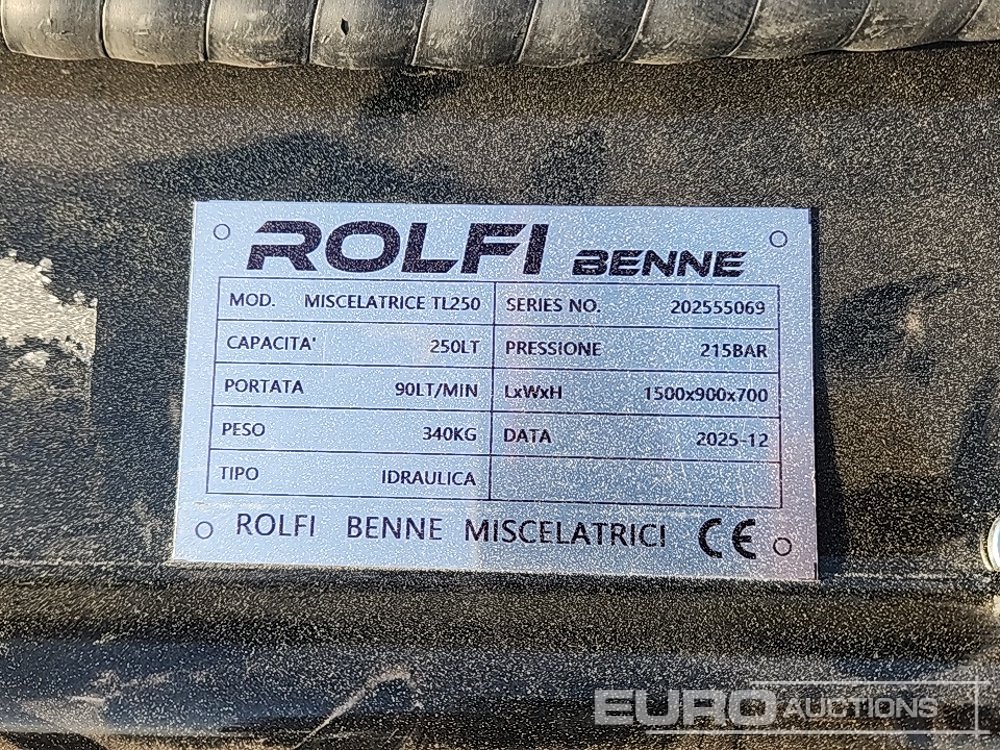 ROLFI BENNE
MOD. MISCELATRICE TL250 SERIES NO. 202555069
CAPACITA' 250LT PRESSIONE 215BAR
PORTATA 90LT/MIN LxWxH 1500x900x700
PESO 340KG DATA 2025-12
TIPO IDRAULICA
ROLFI BENNE MISCELATRICI CE
EURO AUCTIONS